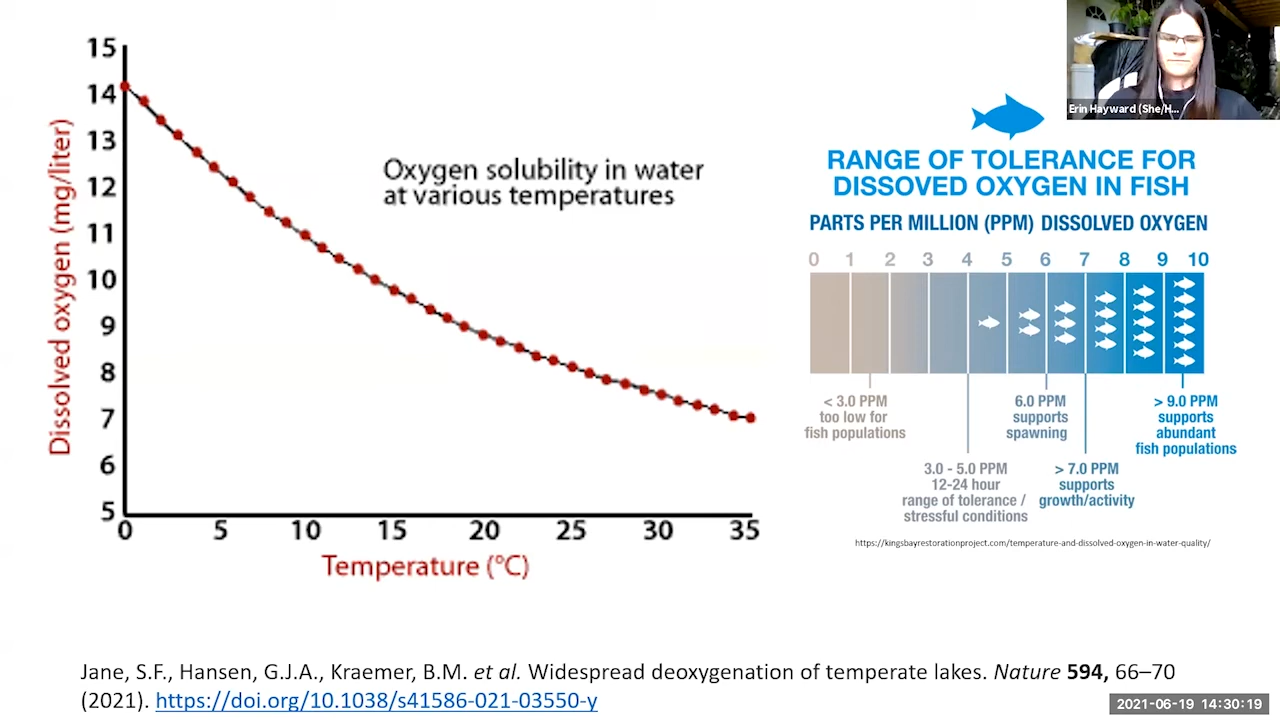 15
14
13
12
11
10
9
8
7
6
5
Dissolved oxygen (mg/liter)
Oxygen solubility in water
at various temperatures
0 5 10 15 20 25 30 35
Temperature (°C)
Erin Hayward (She/H...
RANGE OF TOLERANCE FOR
DISSOVED OXYGEN IN FISH
PARTS PER MILLION (PPM) DISSOLVED OXYGEN
0 1 2 3 4 5 6 7 8 9 10
< 3.0 PPM
too low for
fish populations
3.0 - 5.0 PPM
12-24 hour
range of tolerance /
stressful conditions
6.0 PPM
supports
spawning
> 7.0 PPM
supports
growth/activity
> 9.0 PPM
supports
abundant
fish populations
https://kingsbayrestorationproject.com/temperature-and-dissolved-oxygen-in-water-quality/
Jane, S.F., Hansen, G.J.A., Kraemer, B.M. et al. Widespread deoxygenation of temperate lakes. Nature 594, 66–70
(2021). https://doi.org/10.1038/s41586-021-03550-y
2021-06-19 14:30:19